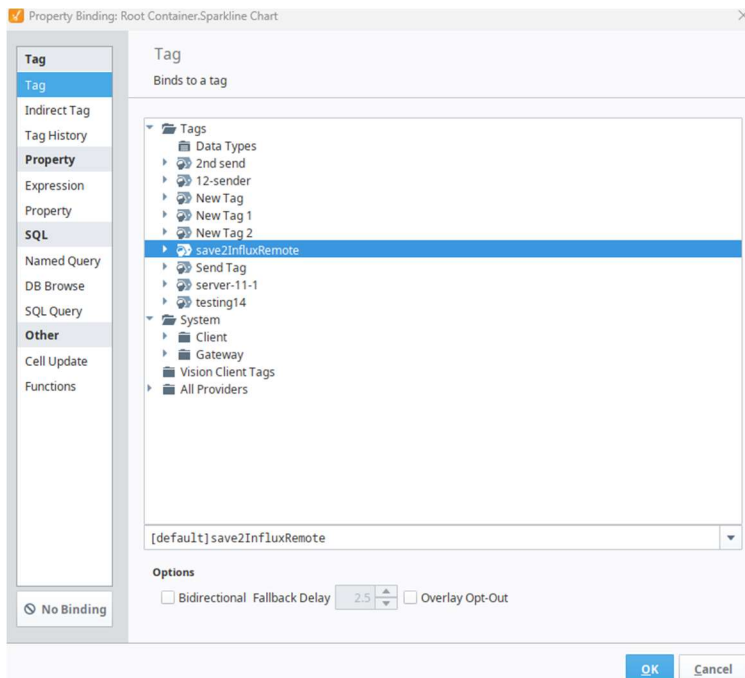 Property Binding: Root Container.Sparkline Chart
Tag
Tag
Indirect Tag
Tag History
Property
Expression
Property
SQL
Named Query
DB Browse
SQL Query
Other
Cell Update
Functions
No Binding
Tag
Binds to a tag
Tags
Data Types
2nd send
12-sender
New Tag
New Tag 1
New Tag 2
save2InfluxRemote
Send Tag
server-11-1
testing14
System
Client
Gateway
Vision Client Tags
All Providers
[default]save2InfluxRemote
Options
Bidirectional Fallback Delay 2.5 Overlay Opt-Out
OK Cancel